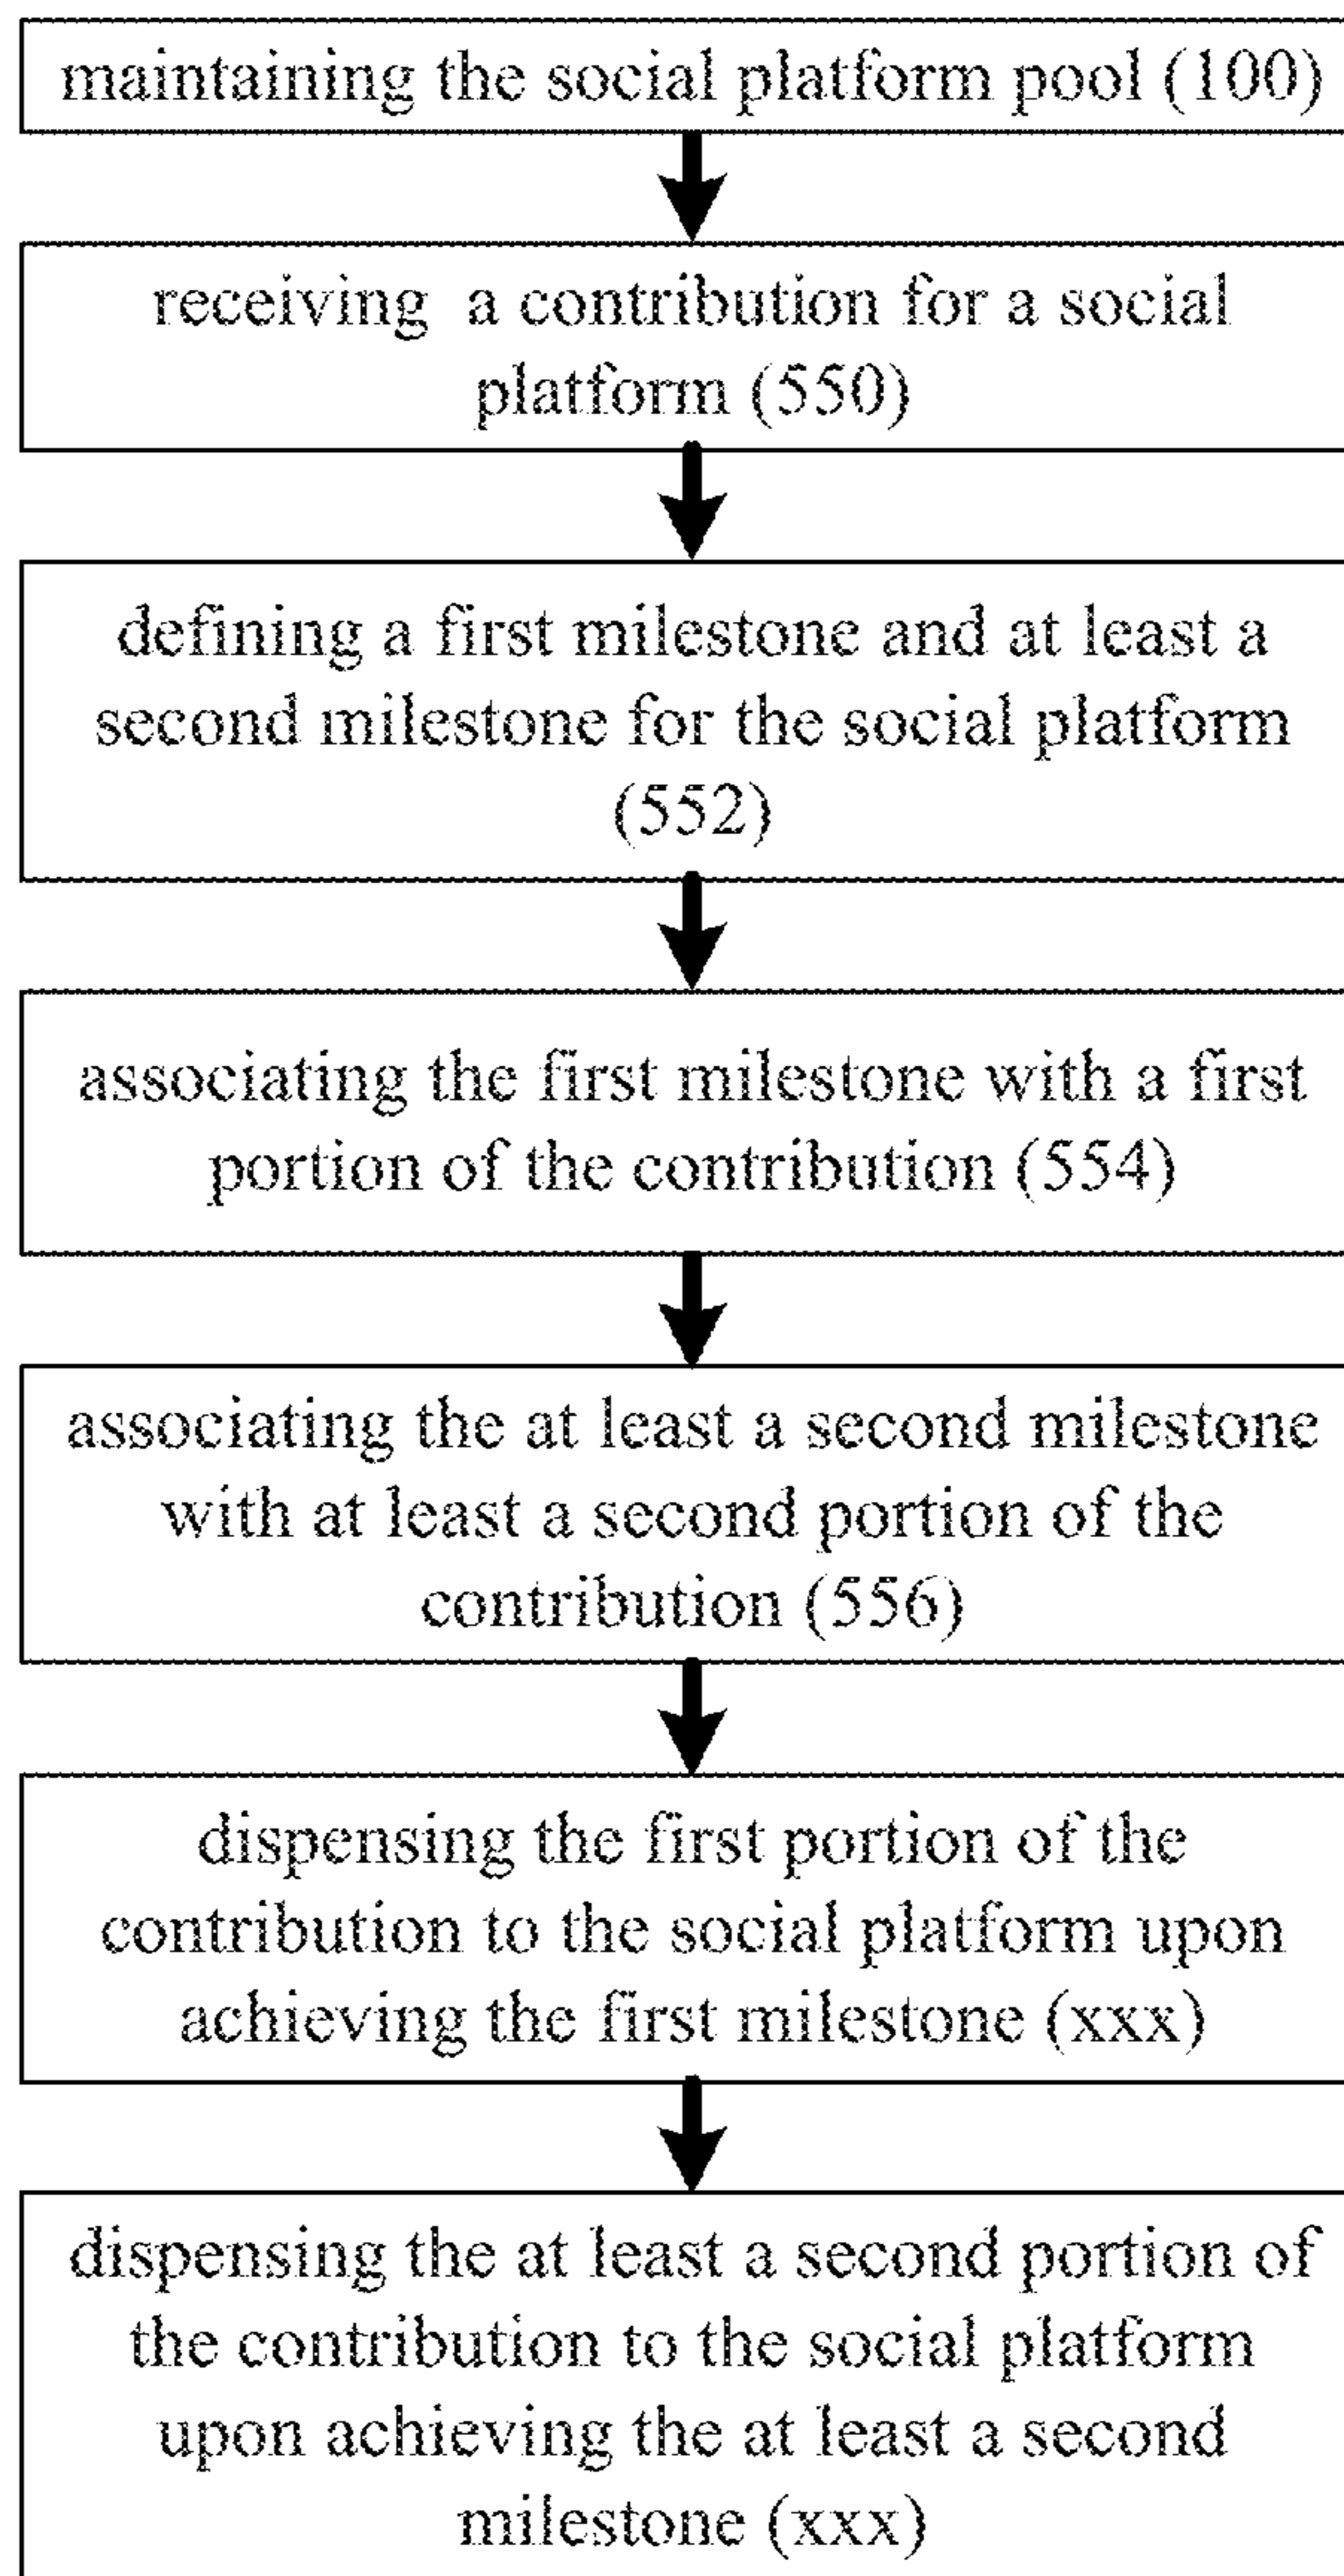 maintaining the social platform pool (100)
receiving a contribution for a social
platform (550)
defining a first milestone and at least a
second milestone for the social platform
(552)
associating the first milestone with a first
portion of the contribution (554)
associating the at least a second milestone
with at least a second portion of the
contribution (556)
dispensing the first portion of the
contribution to the social platform upon
achieving the first milestone (xxx)
dispensing the at least a second portion of
the contribution to the social platform
upon achieving the at least a second
milestone (xxx)